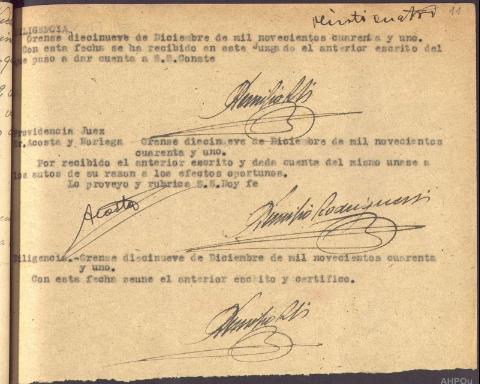 veinticuatro 11
DILIGENCIA.
Orense diecinueve de Diciembre de mil novecientos cuarenta y uno.
Con esta fecha se ha recibido en este Juzgado el anterior escrito del
que paso a dar cuenta a S.S.Conste
Providencia Juez
Sr.Acosta y Noriega Orense diecinueve de Diciembre de mil novecientos
cuarenta y uno.
Por recibido el anterior escrito y dada cuenta del mismo unase a
los autos de su razon a los efectos oportunos.
Lo proveyo y rubrica S.S.Doy fe
Acosta
Diligencia.-Orense diecinueve de Diciembre de mil novecientos cuarenta
y uno.
Con esta fecha seune el anterior escrito y certifico.
AHPOu